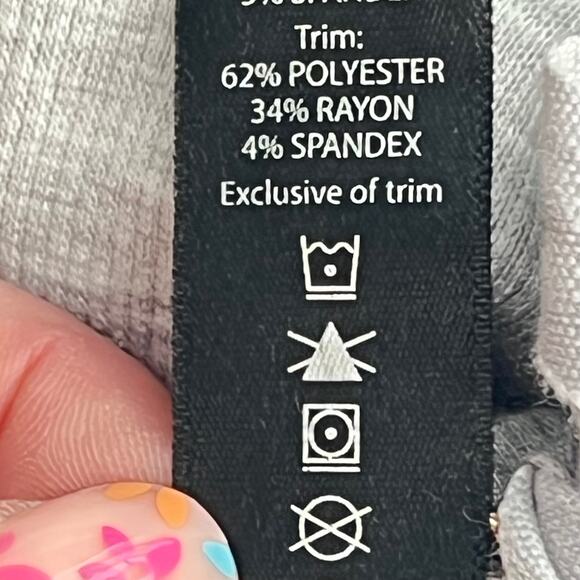 Trim:
62% POLYESTER
34% RAYON
4% SPANDEX
Exclusive of trim